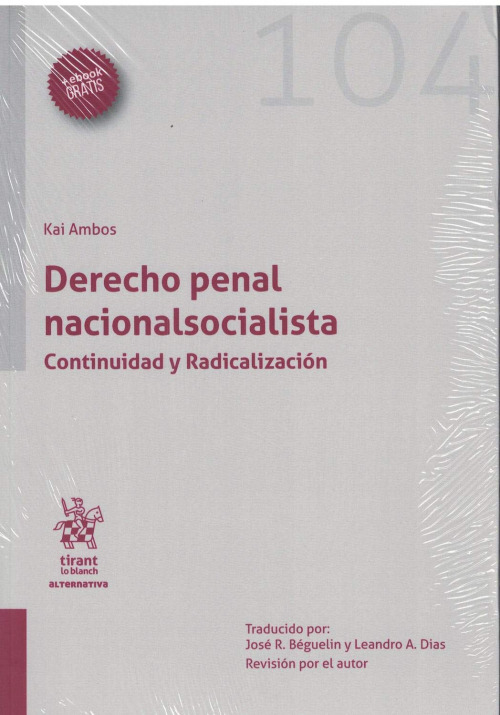 104
+ebook
GRATIS
Kai Ambos
Derecho penal
nacionalsocialista
Continuidad y Radicalización
tirant
lo blanch
ALTERNATIVA
Traducido por:
José R. Béguelin y Leandro A. Dias
Revisión por el autor